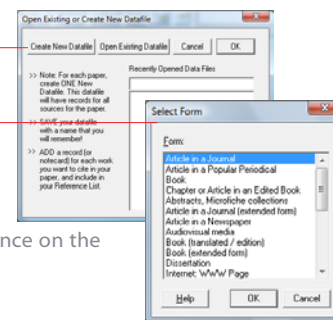 Open Existing or Create New Datafile
Create New Datafile
Open Existing Datafile
Cancel
OK
>> Note: For each paper,
create ONE New
Datafile. This datafile
will have records for all
sources for the paper.
>> SAVE your datafile
with a name that you
will remember!
>> ADD a record (or
notecard) for each work
you want to cite in your
paper, and include in
your Reference List.
Recently Opened Data Files
Select Form
Form:
Article in a Journal
Article in a Popular Periodical
Book
Chapter or Article in an Edited Book
Abstracts, Microfiche collections
Article in a Journal (extended form)
Article in a Newspaper
Audiovisual media
Book (translated / edition)
Book (extended form)
Dissertation
Internet: WWW Page
Help
OK
Cancel
nce on the